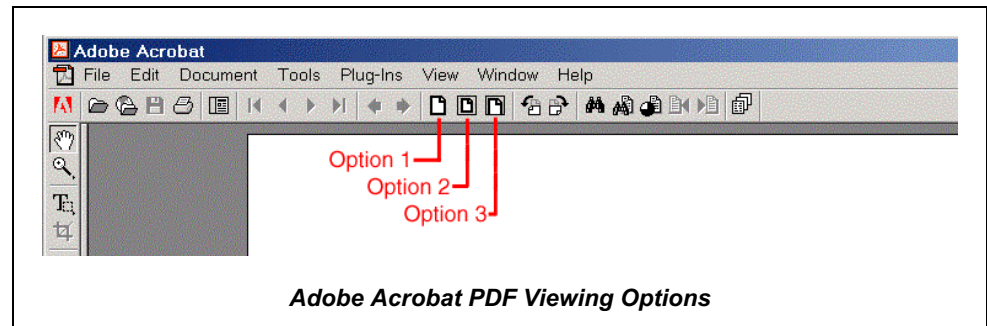 Adobe Acrobat
File Edit Document Tools Plug-Ins View Window Help
Option 1
Option 2
Option 3
Adobe Acrobat PDF Viewing Options